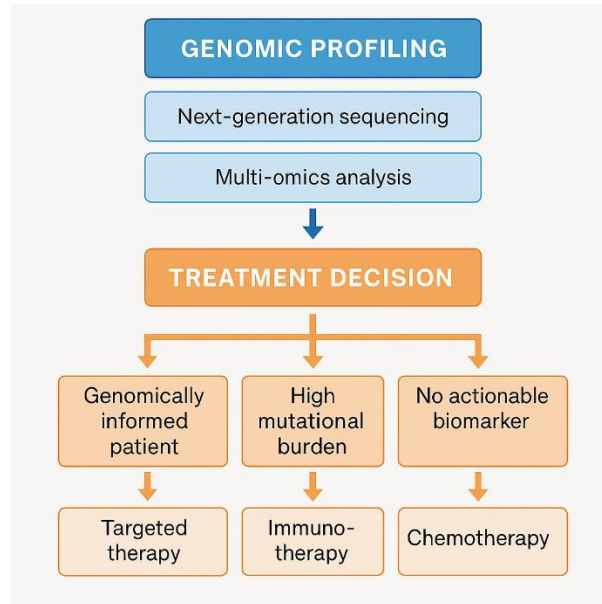 GENOMIC PROFILING
Next-generation sequencing
Multi-omics analysis
TREATMENT DECISION
Genomically
informed
patient
High
mutational
burden
No actionable
biomarker
Targeted
therapy
Immuno-
therapy
Chemotherapy